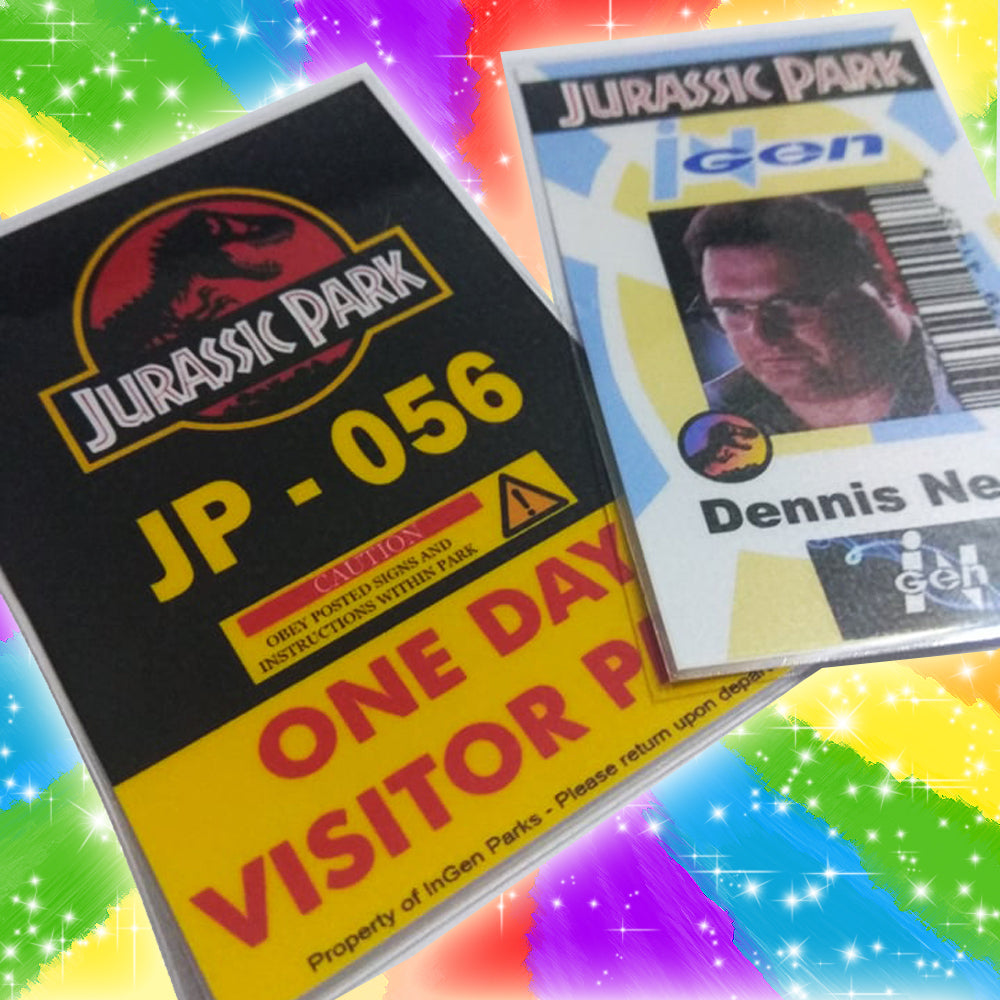 JURASSIC PARK
JP - 056
CAUTION
OBEY POSTED SIGNS AND
INSTRUCTIONS WITHIN PARK
ONE DAY
VISITOR P
Property of InGen Parks - Please return upon depar
JURASSIC PARK
inGen
Dennis Ne
inGen